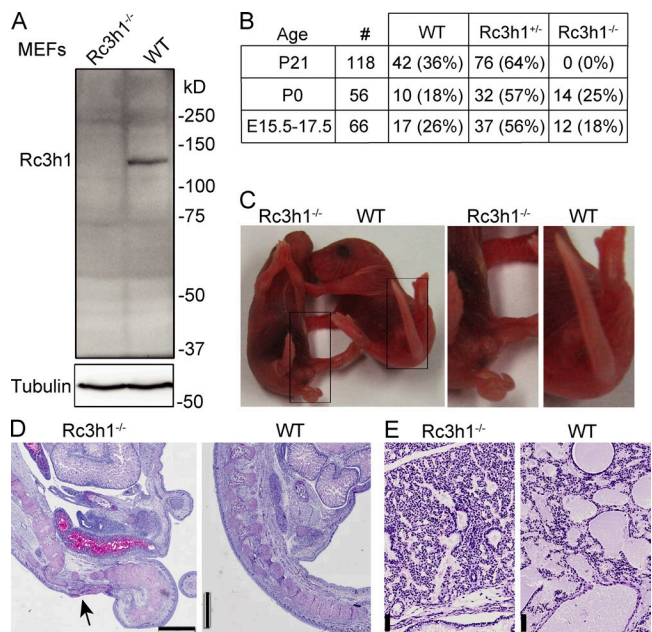 A
MEFs
Rc3h1-/-
WT
kD
-250
-150
Rc3h1
-100
-75
-50
-37
Tubulin
-50
B
Age # WT Rc3h1+/- Rc3h1-/-
P21 118 42 (36%) 76 (64%) 0 (0%)
P0 56 10 (18%) 32 (57%) 14 (25%)
E15.5-17.5 66 17 (26%) 37 (56%) 12 (18%)
C
Rc3h1-/- WT Rc3h1-/- WT
D
Rc3h1-/- WT
E
Rc3h1-/- WT